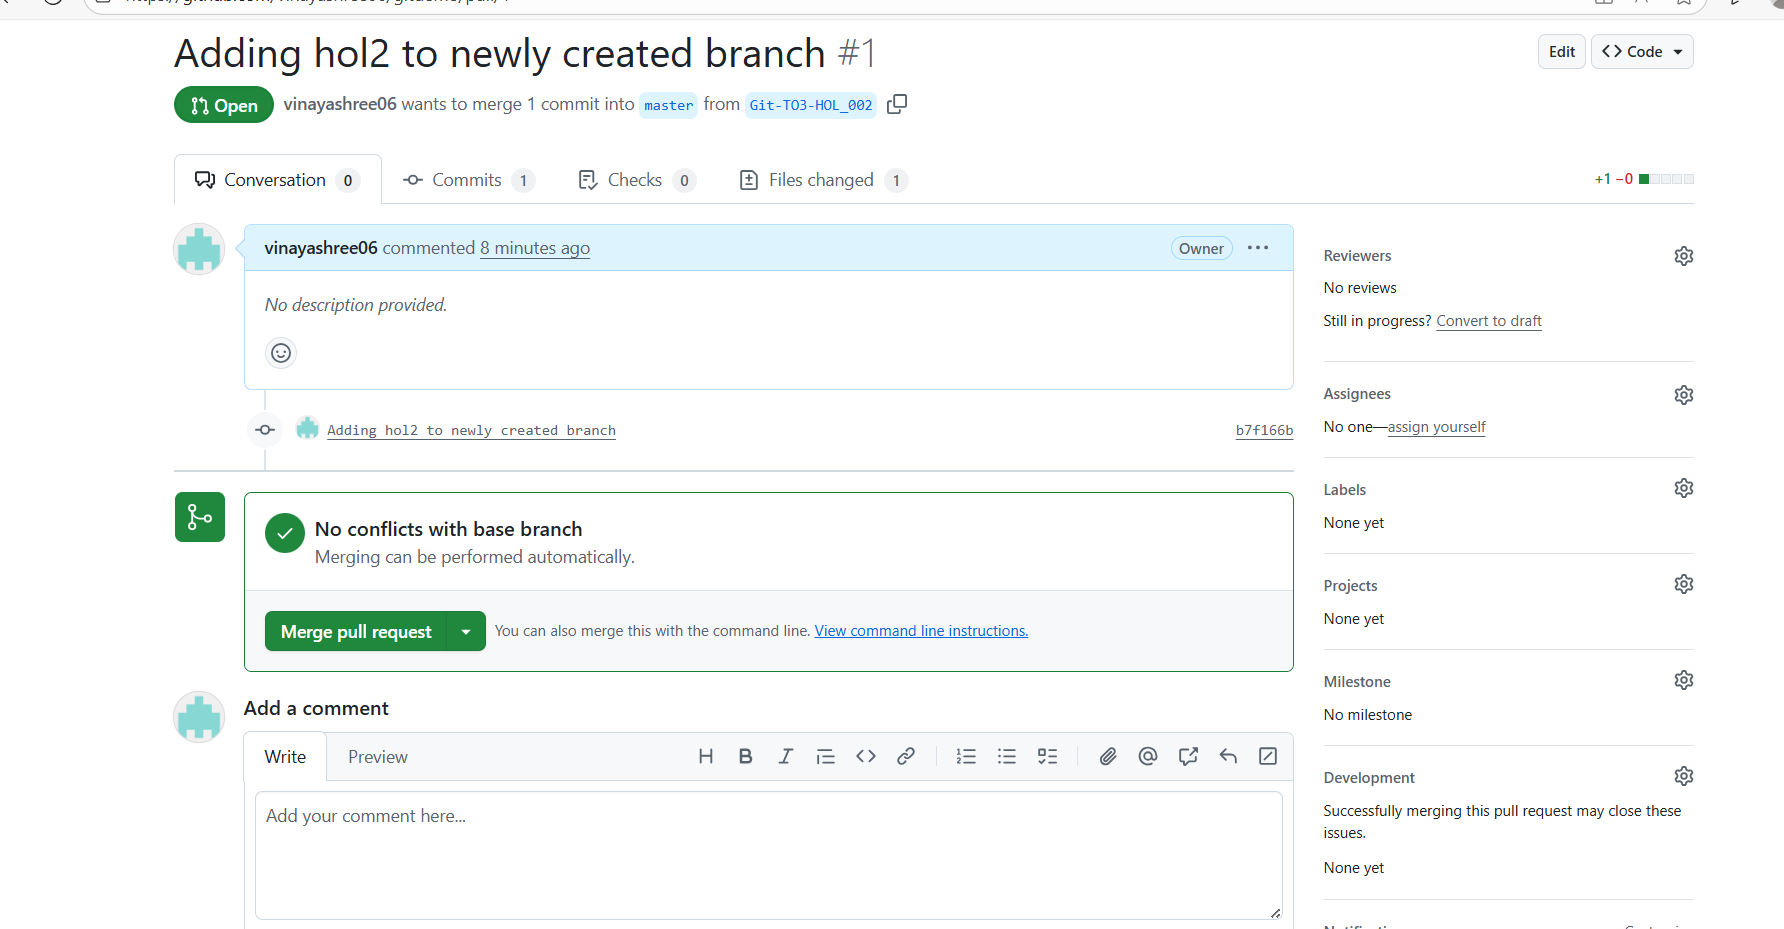 Adding hol2 to newly created branch #1
Edit
Code
Open
vinayashree06 wants to merge 1 commit into master from Git-TO3-HOL_002
Conversation 0
Commits 1
Checks 0
Files changed 1
+1 −0
vinayashree06 commented 8 minutes ago
Owner
No description provided.
Adding hol2 to newly created branch
b7f166b
No conflicts with base branch
Merging can be performed automatically.
Merge pull request
You can also merge this with the command line. View command line instructions.
Add a comment
Write
Preview
Add your comment here...
Reviewers
No reviews
Still in progress? Convert to draft
Assignees
No one—assign yourself
Labels
None yet
Projects
None yet
Milestone
No milestone
Development
Successfully merging this pull request may close these
issues.
None yet